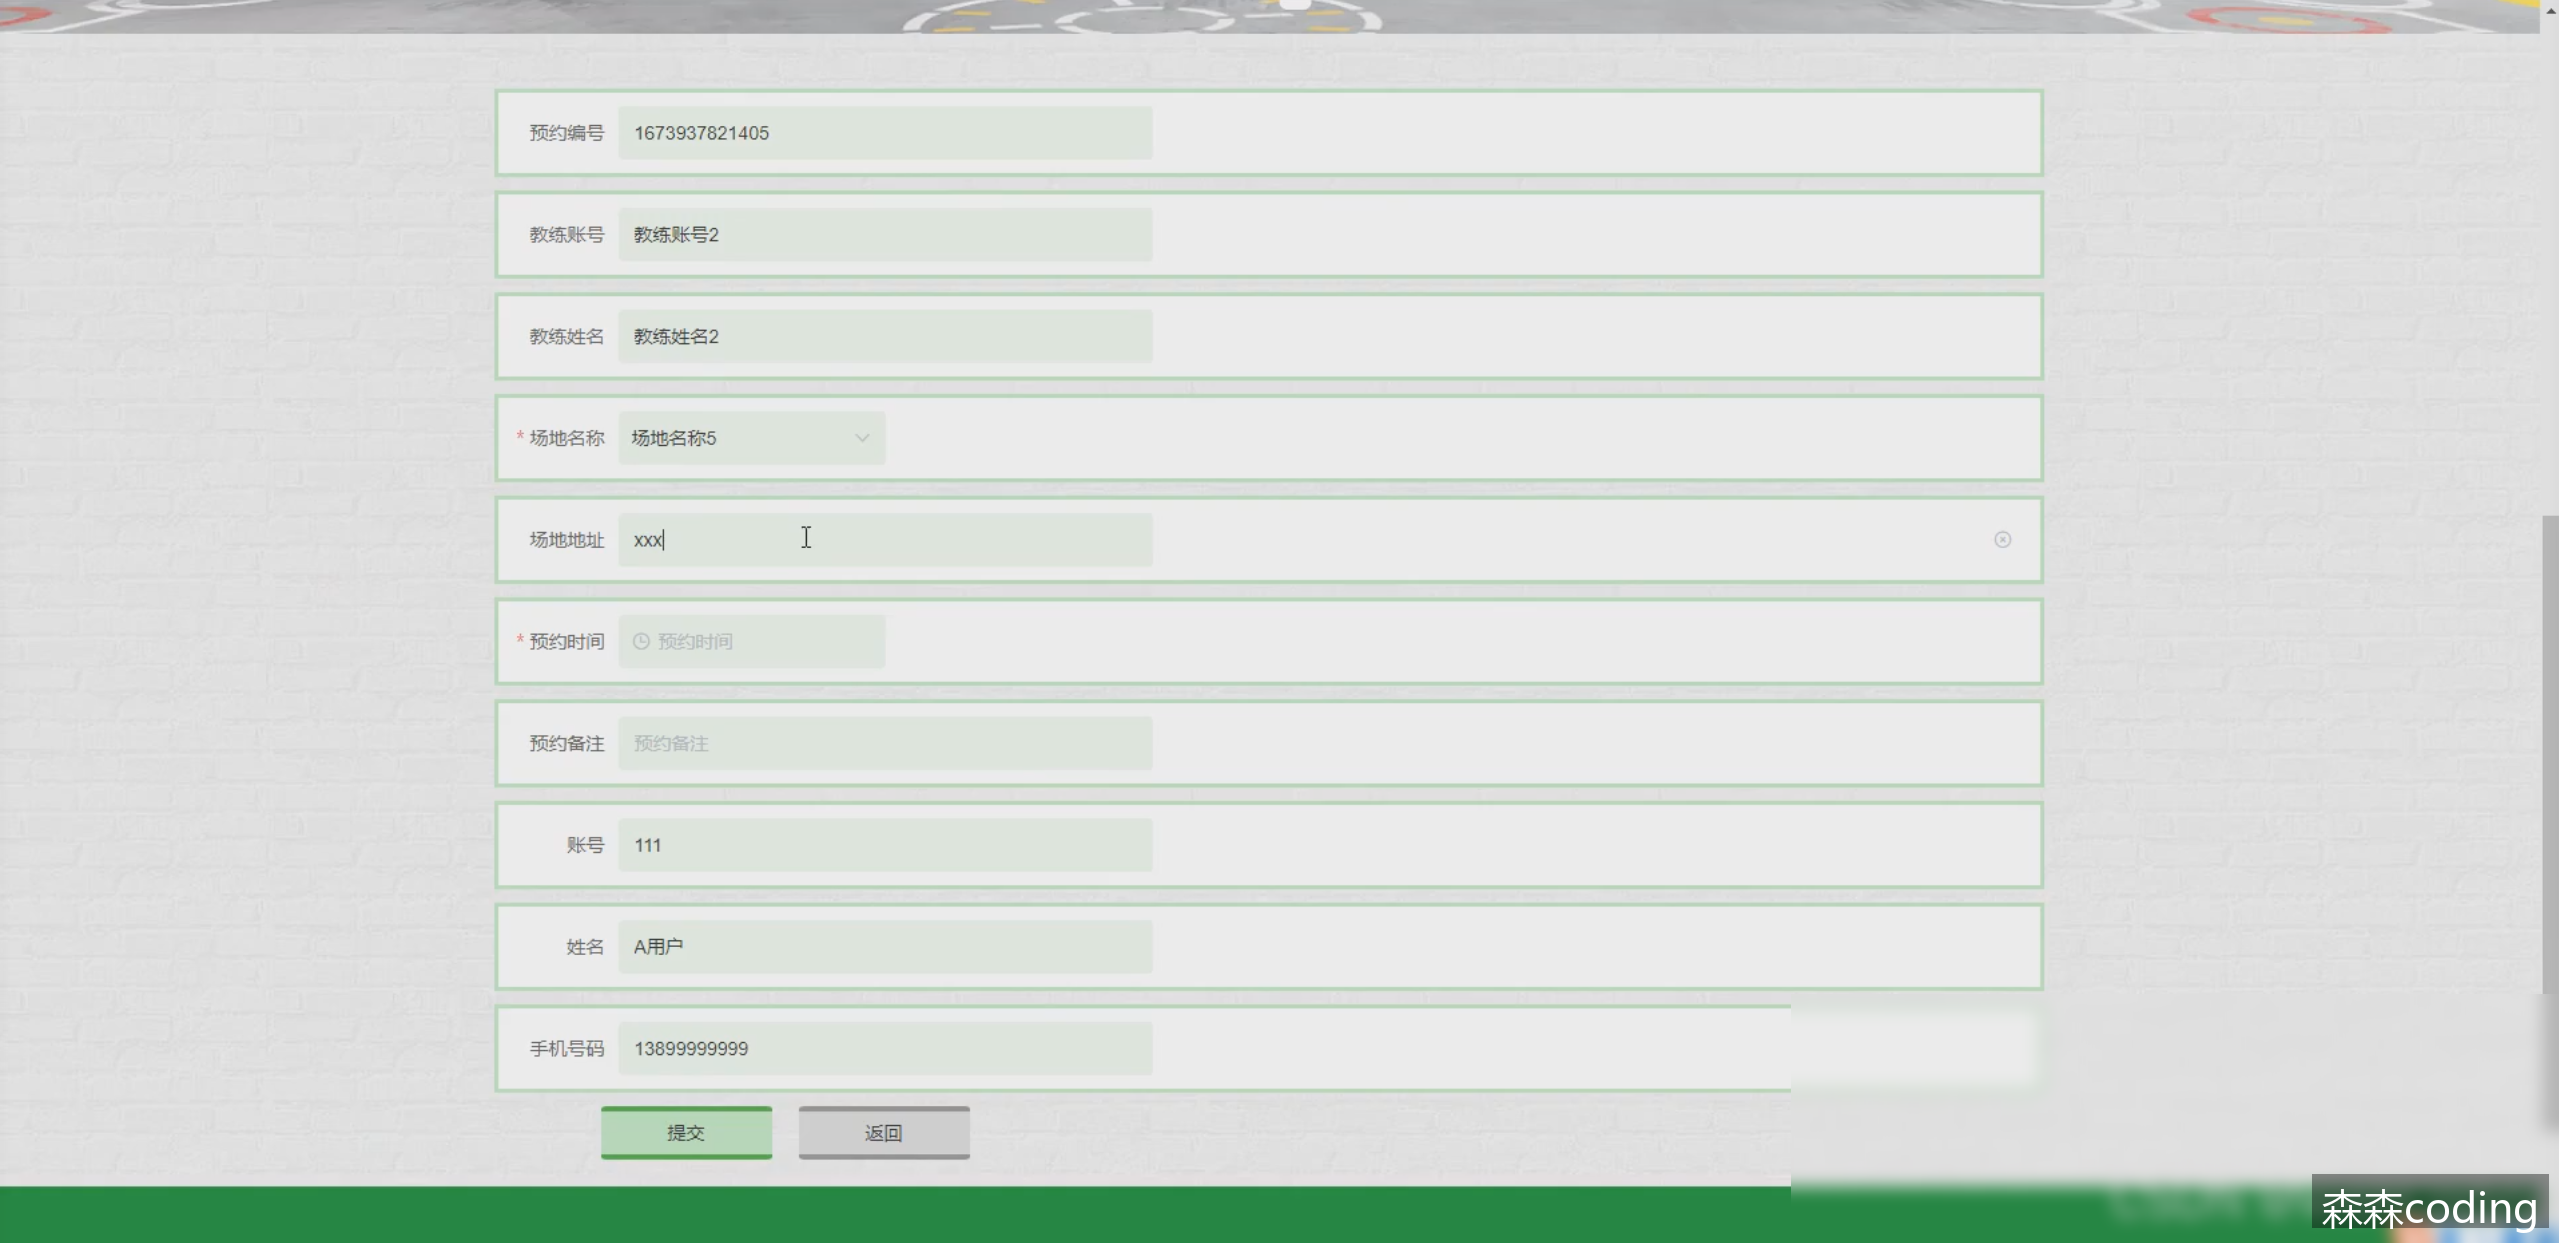 预约编号 1673937821405
教练账号 教练账号2
教练姓名 教练姓名2
* 场地名称 场地名称5
场地地址 xxx
* 预约时间 预约时间
预约备注 预约备注
账号 111
姓名 A用户
手机号码 13899999999
提交 返回
森森coding